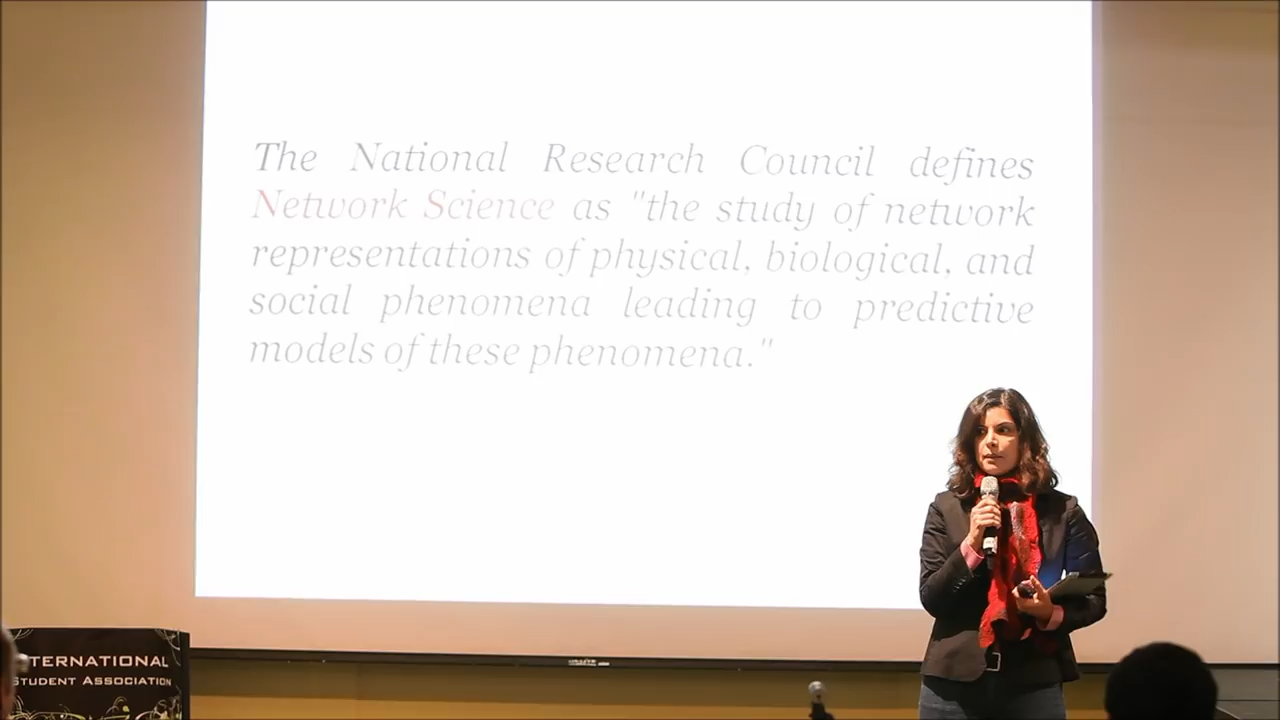 The National Research Council defines
Network Science as "the study of network
representations of physical, biological, and
social phenomena leading to predictive
models of these phenomena."
NTERNATIONAL
STUDENT ASSOCIATION